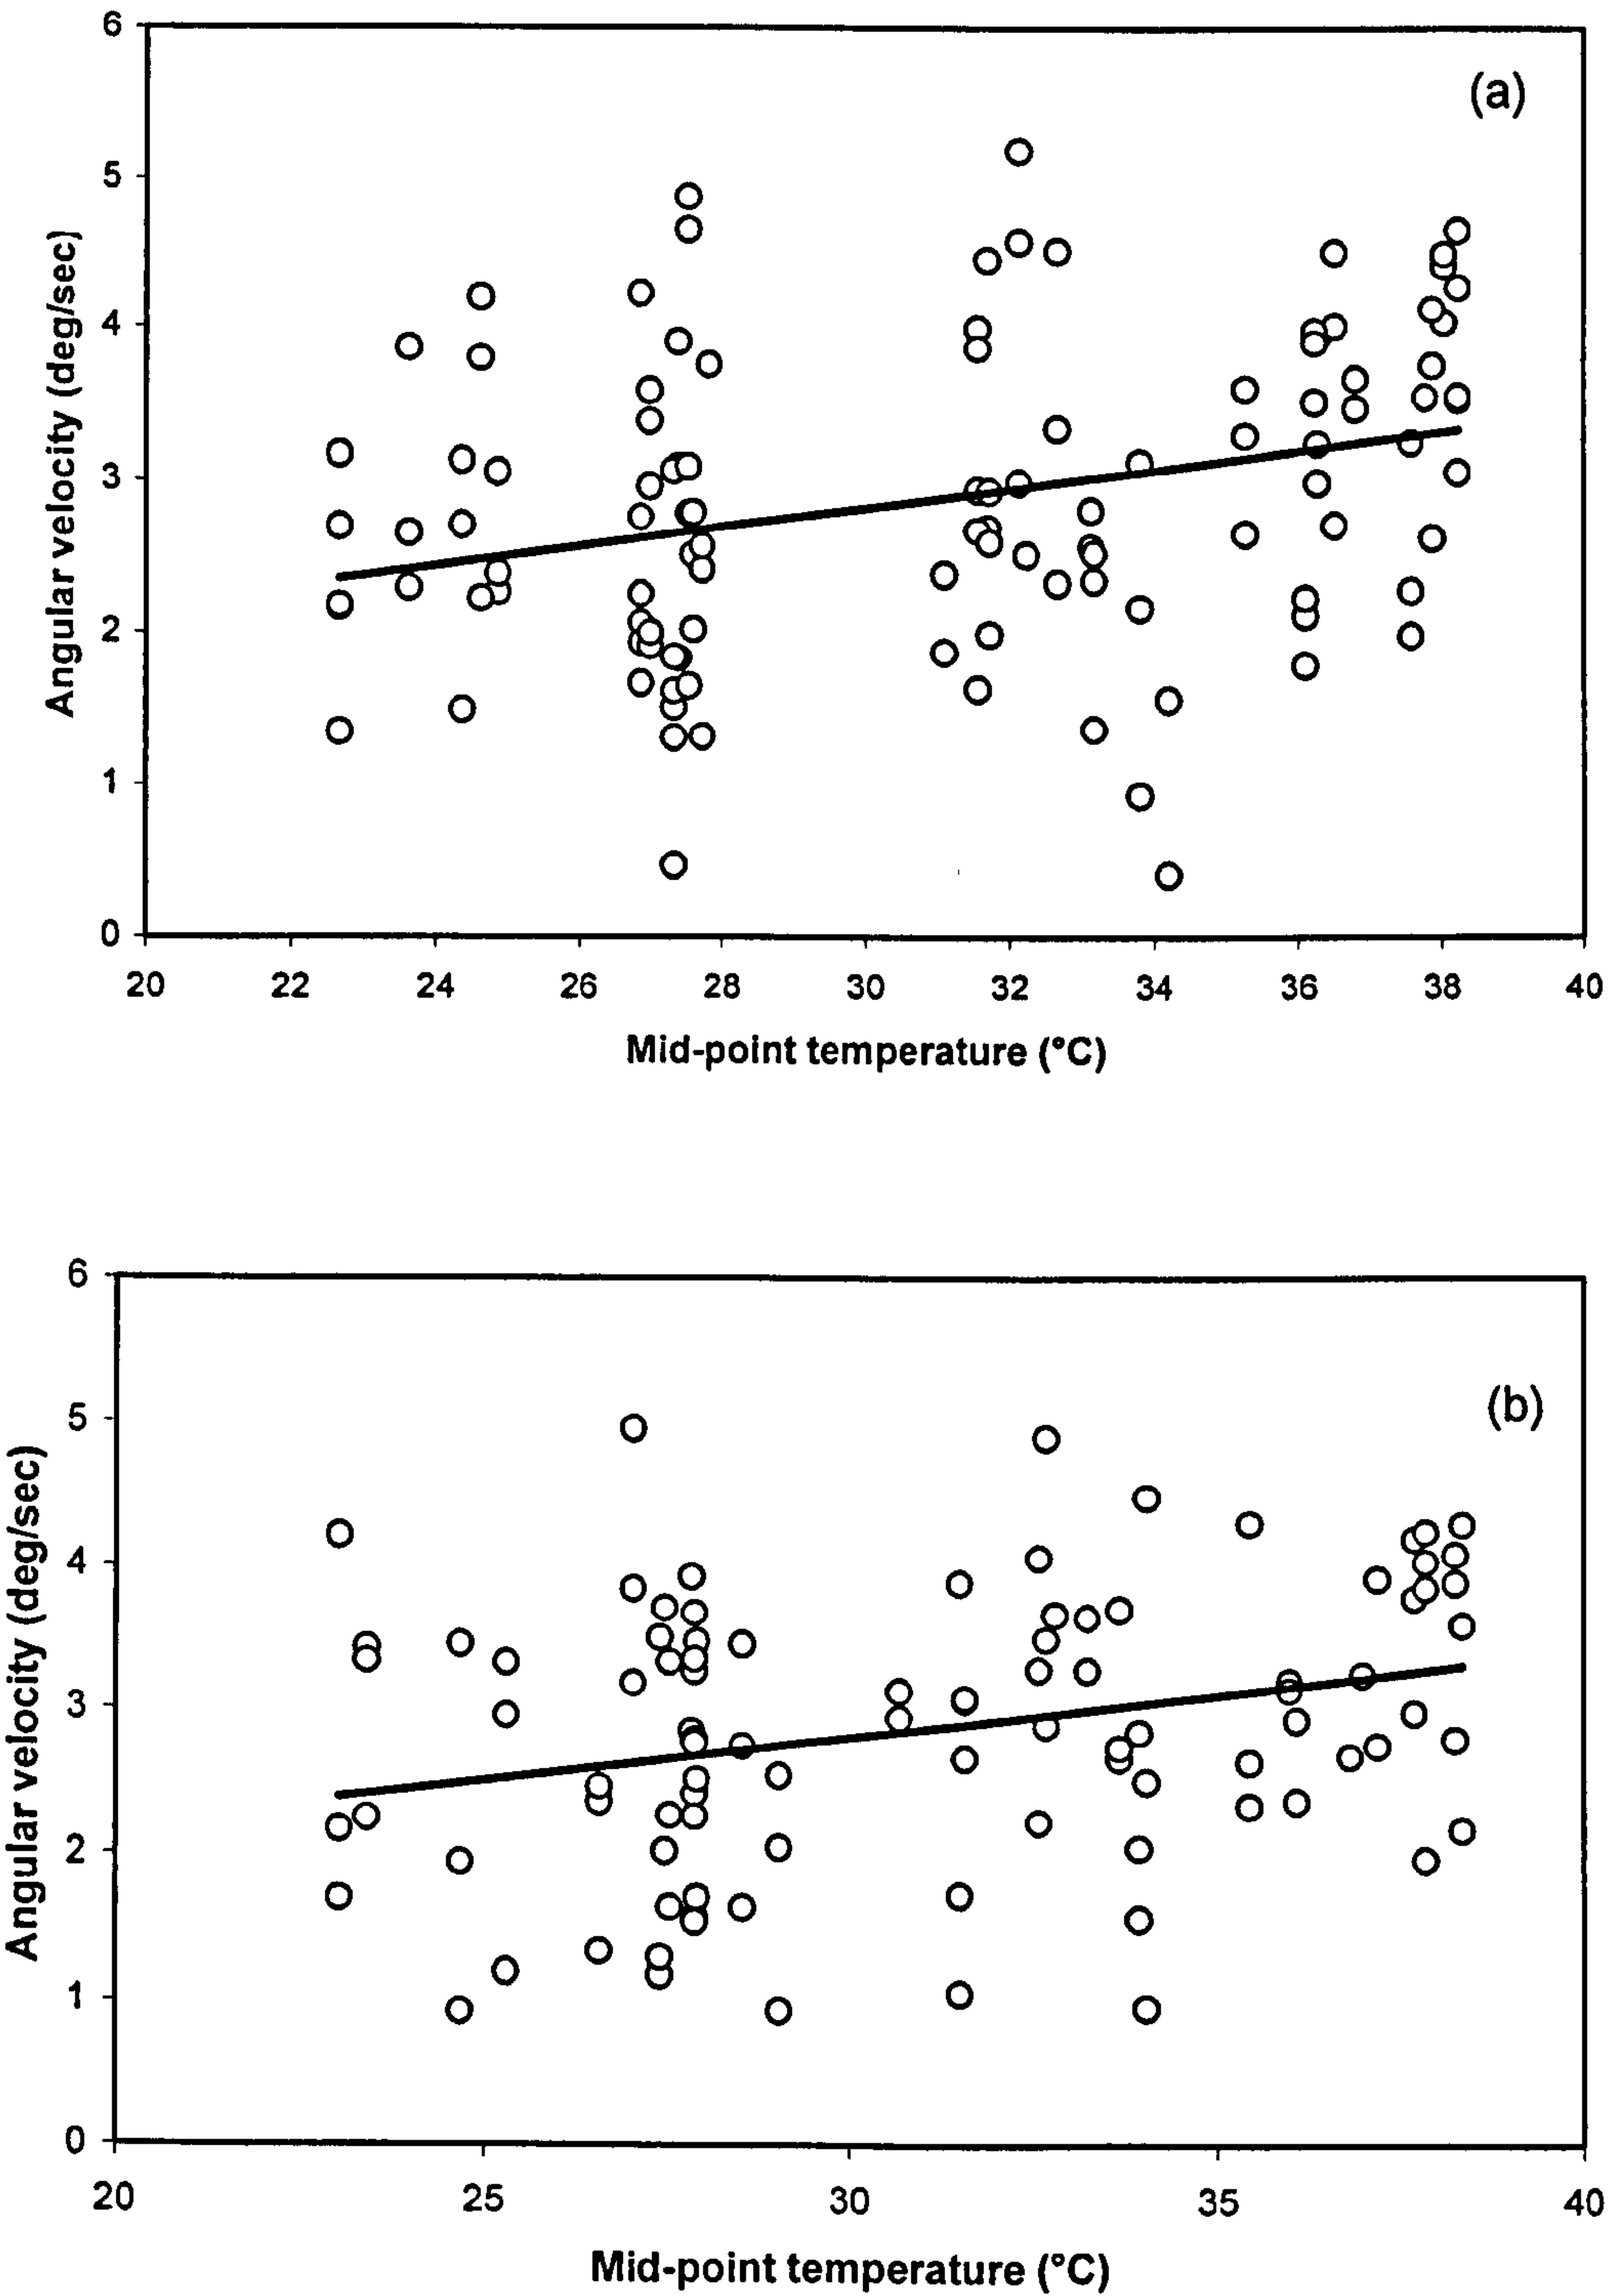 6
(a)
5
4
3
2
1
0
Angular velocity (deg/sec)
20 22 24 26 28 30 32 34 36 38 40
Mid-point temperature (°C)
6
(b)
5
4
3
2
1
0
Angular velocity (deg/sec)
20 25 30 35 40
Mid-point temperature (°C)